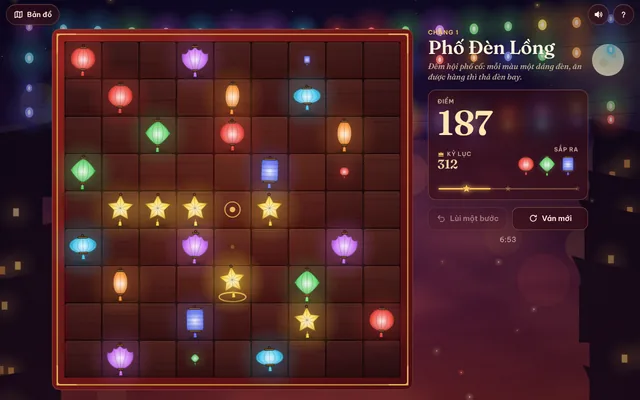 Bản đồ
?
CHẶNG 1
Phố Đèn Lồng
Đêm hội phố cổ: mỗi màu một dáng đèn, ăn
được hàng thì thả đèn bay.
ĐIỂM
187
KỶ LỤC
312
SẮP RA
Lùi một bước
Ván mới
6:53